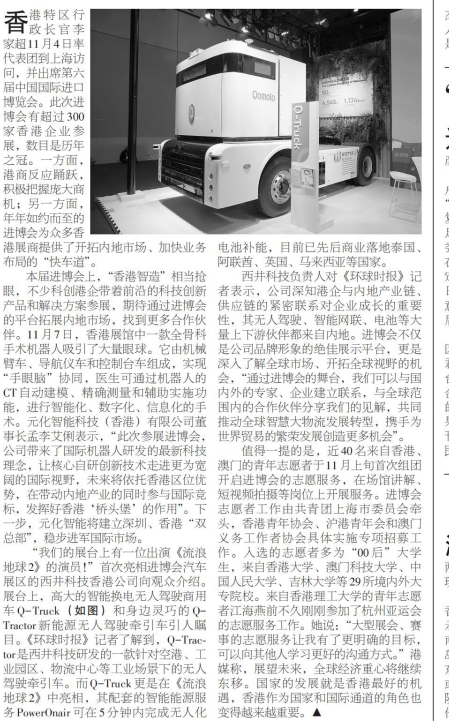 香港特区行
政长官李
家超11月4日率
代表团到上海访
问，并出席第六
届中国国际进口
博览会。此次进
博会有超过300
家香港企业参
展，数目是历年
之冠。一方面，
港商反应踊跃，
积极把握庞大商
机；另一方面，
年年如约而至的
进博会为众多香
港展商提供了开拓内地市场、加快业务
布局的“快车道”。
本届进博会上，“香港智造”相当抢
眼，不少科创港企带着前沿的科技创新
产品和解决方案参展，期待通过进博会
的平台拓展内地市场，找到更多合作伙
伴。11月7日，香港展馆中一款全骨科
手术机器人吸引了大量眼球。它由机械
臂车、导航仪车和控制台车组成，实现
“手眼脑”协同，医生可通过机器人的
CT自动建模、精确测量和辅助实施功
能，进行智能化、数字化、信息化的手
术。元化智能科技（香港）有限公司董
事长孟李艾俐表示，“此次参展进博会，
公司带来了国际机器人研发的最新科技
理念，让核心自研创新技术走进更为宽
阔的国际视野，未来将依托香港区位优
势，在带动内地产业的同时参与国际竞
标，发挥好香港‘桥头堡’的作用”。下
一步，元化智能将建立深圳、香港“双
总部”，稳步进军国际市场。
“我们的展台上有一位出演《流浪
地球2》的演员！”首次亮相进博会汽车
展区的西井科技香港公司向观众介绍。
展台上，高大的智能换电无人驾驶商用
车Q-Truck（如图）和身边灵巧的Q-
Tractor新能源无人驾驶牵引车引人瞩
目。《环球时报》记者了解到，Q-Trac-
tor是西井科技研发的一款针对空港、工
业园区、物流中心等工业场景下的无人
驾驶牵引车。而Q-Truck更是在《流浪
地球2》中亮相，其配套的智能能源服
务PowerOnair可在5分钟内完成无人化
Qomolo
Q-Truck
电池补能，目前已先后商业落地泰国、
阿联酋、英国、马来西亚等国家。
西井科技负责人对《环球时报》记
者表示，公司深知港企与内地产业链、
供应链的紧密联系对企业成长的重要
性，其无人驾驶、智能网联、电池等大
量上下游伙伴都来自内地。进博会不仅
是公司品牌形象的绝佳展示平台，更是
深入了解全球市场、开拓全球视野的机
会，“通过进博会的舞台，我们可以与国
内外的专家、企业建立联系，与全球范
围内的合作伙伴分享我们的见解，共同
推动全球智慧大物流发展转型，携手为
世界贸易的繁荣发展创造更多机会”。
值得一提的是，近40名来自香港、
澳门的青年志愿者于11月上旬首次组团
开启进博会的志愿服务，在场馆讲解、
短视频拍摄等岗位上开展服务。进博会
志愿者工作由共青团上海市委员会牵
头，香港青年协会、沪港青年会和澳门
义务工作者协会具体实施专项招募工
作。入选的志愿者多为“00后”大学
生，来自香港大学、澳门科技大学、中
国人民大学、吉林大学等29所境内外大
专院校。来自香港理工大学的青年志愿
者江海燕前不久刚刚参加了杭州亚运会
的志愿服务工作。她说：“大型展会、赛
事的志愿服务让我有了更明确的目标，
可以向其他人学习更好的沟通方式。”港
媒称，展望未来，全球经济重心将继续
东移。国家的发展就是香港最好的机
遇，香港作为国家和国际通道的角色也
变得越来越重要。▲